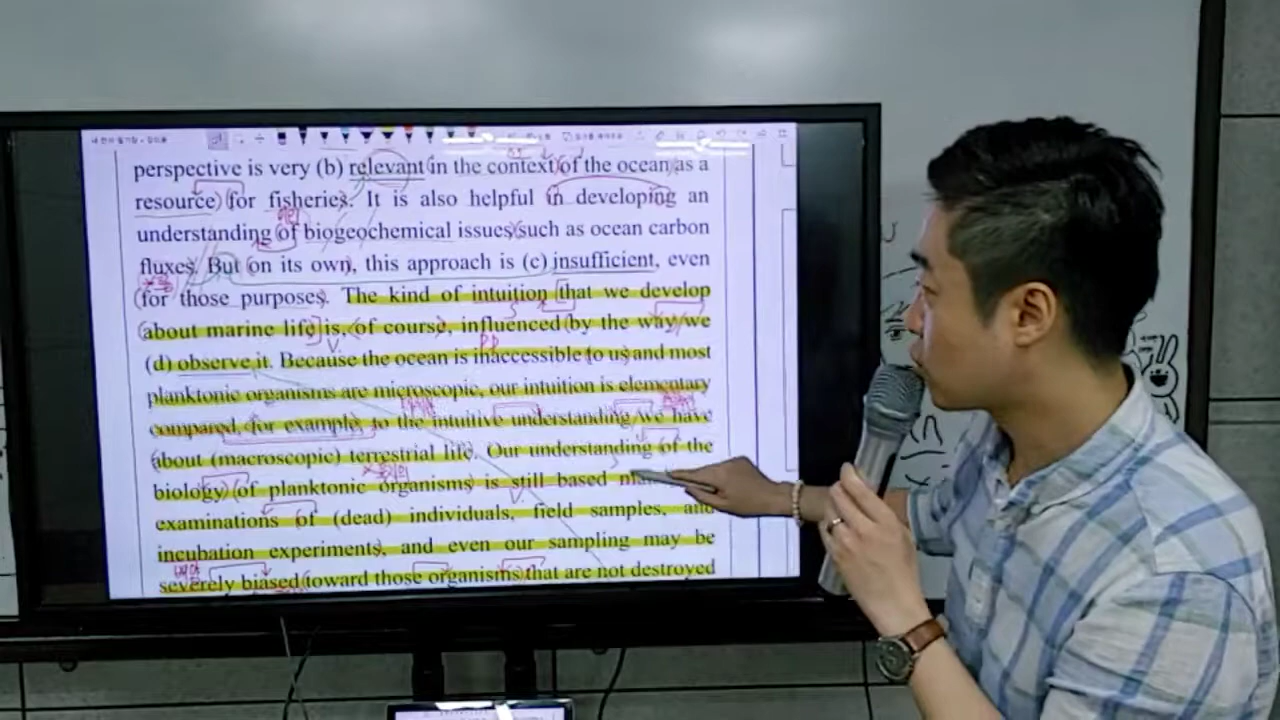 perspective is very (b) relevant in the context of the ocean as a
resource) for fisheries. It is also helpful in developing an
understanding of biogeochemical issues such as ocean carbon
fluxes. But on its own, this approach is (c) insufficient, even
for those purposes. The kind of intuition that we develop
about marine life is, of course, influenced by the way we
(d) observe it. Because the ocean is inaccessible to us and most
planktonic organisms are microscopic, our intuition is elementary
compared, for example, to the intuitive understanding we have
about (macroscopic) terrestrial life. Our understanding of the
biology of planktonic organisms is still based
examinations of (dead) individuals, field samples, and
incubation experiments, and even our sampling may be
severely biased toward those organisms that are not destroyed